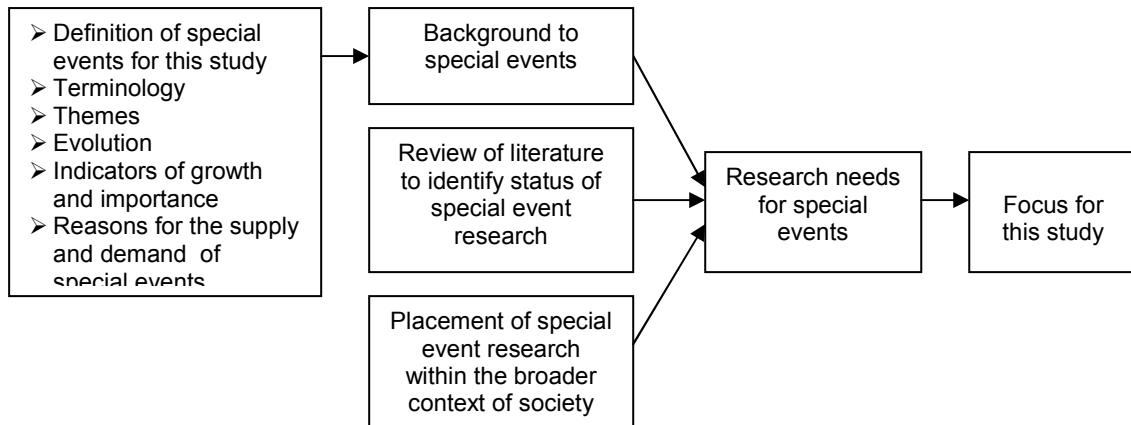 ➢ Definition of special
events for this study
➢ Terminology
➢ Themes
➢ Evolution
➢ Indicators of growth
and importance
➢ Reasons for the supply
and demand of
special events
Background to
special events
Review of literature
to identify status of
special event
research
Placement of special
event research
within the broader
context of society
Research needs
for special
events
Focus for
this study